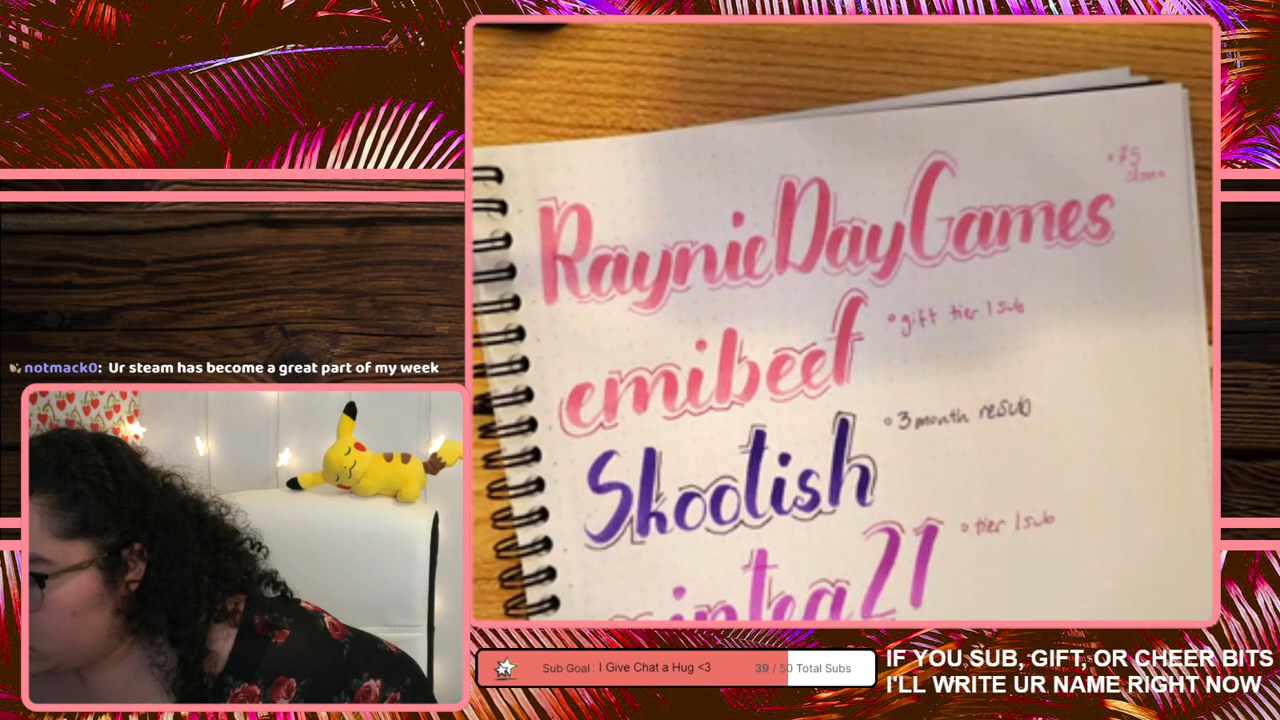 RaynieDayGames
$5
emibeef
gift tier 1 sub
Skootish
3 month resub
tier 1 sub
notmack0: Ur steam has become a great part of my week
Sub Goal: I Give Chat a Hug <3 39 / 50 Total Subs
IF YOU SUB, GIFT, OR CHEER BITS
I'LL WRITE UR NAME RIGHT NOW